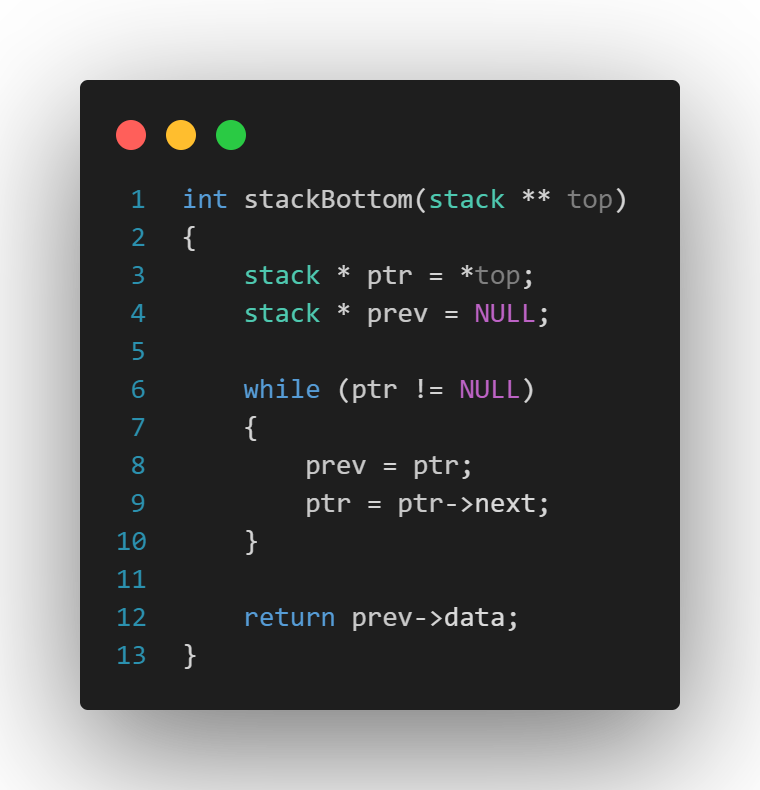 1 int stackBottom(stack ** top)
2 {
3     stack * ptr = *top;
4     stack * prev = NULL;
5
6     while (ptr != NULL)
7     {
8         prev = ptr;
9         ptr = ptr->next;
10     }
11
12     return prev->data;
13 }